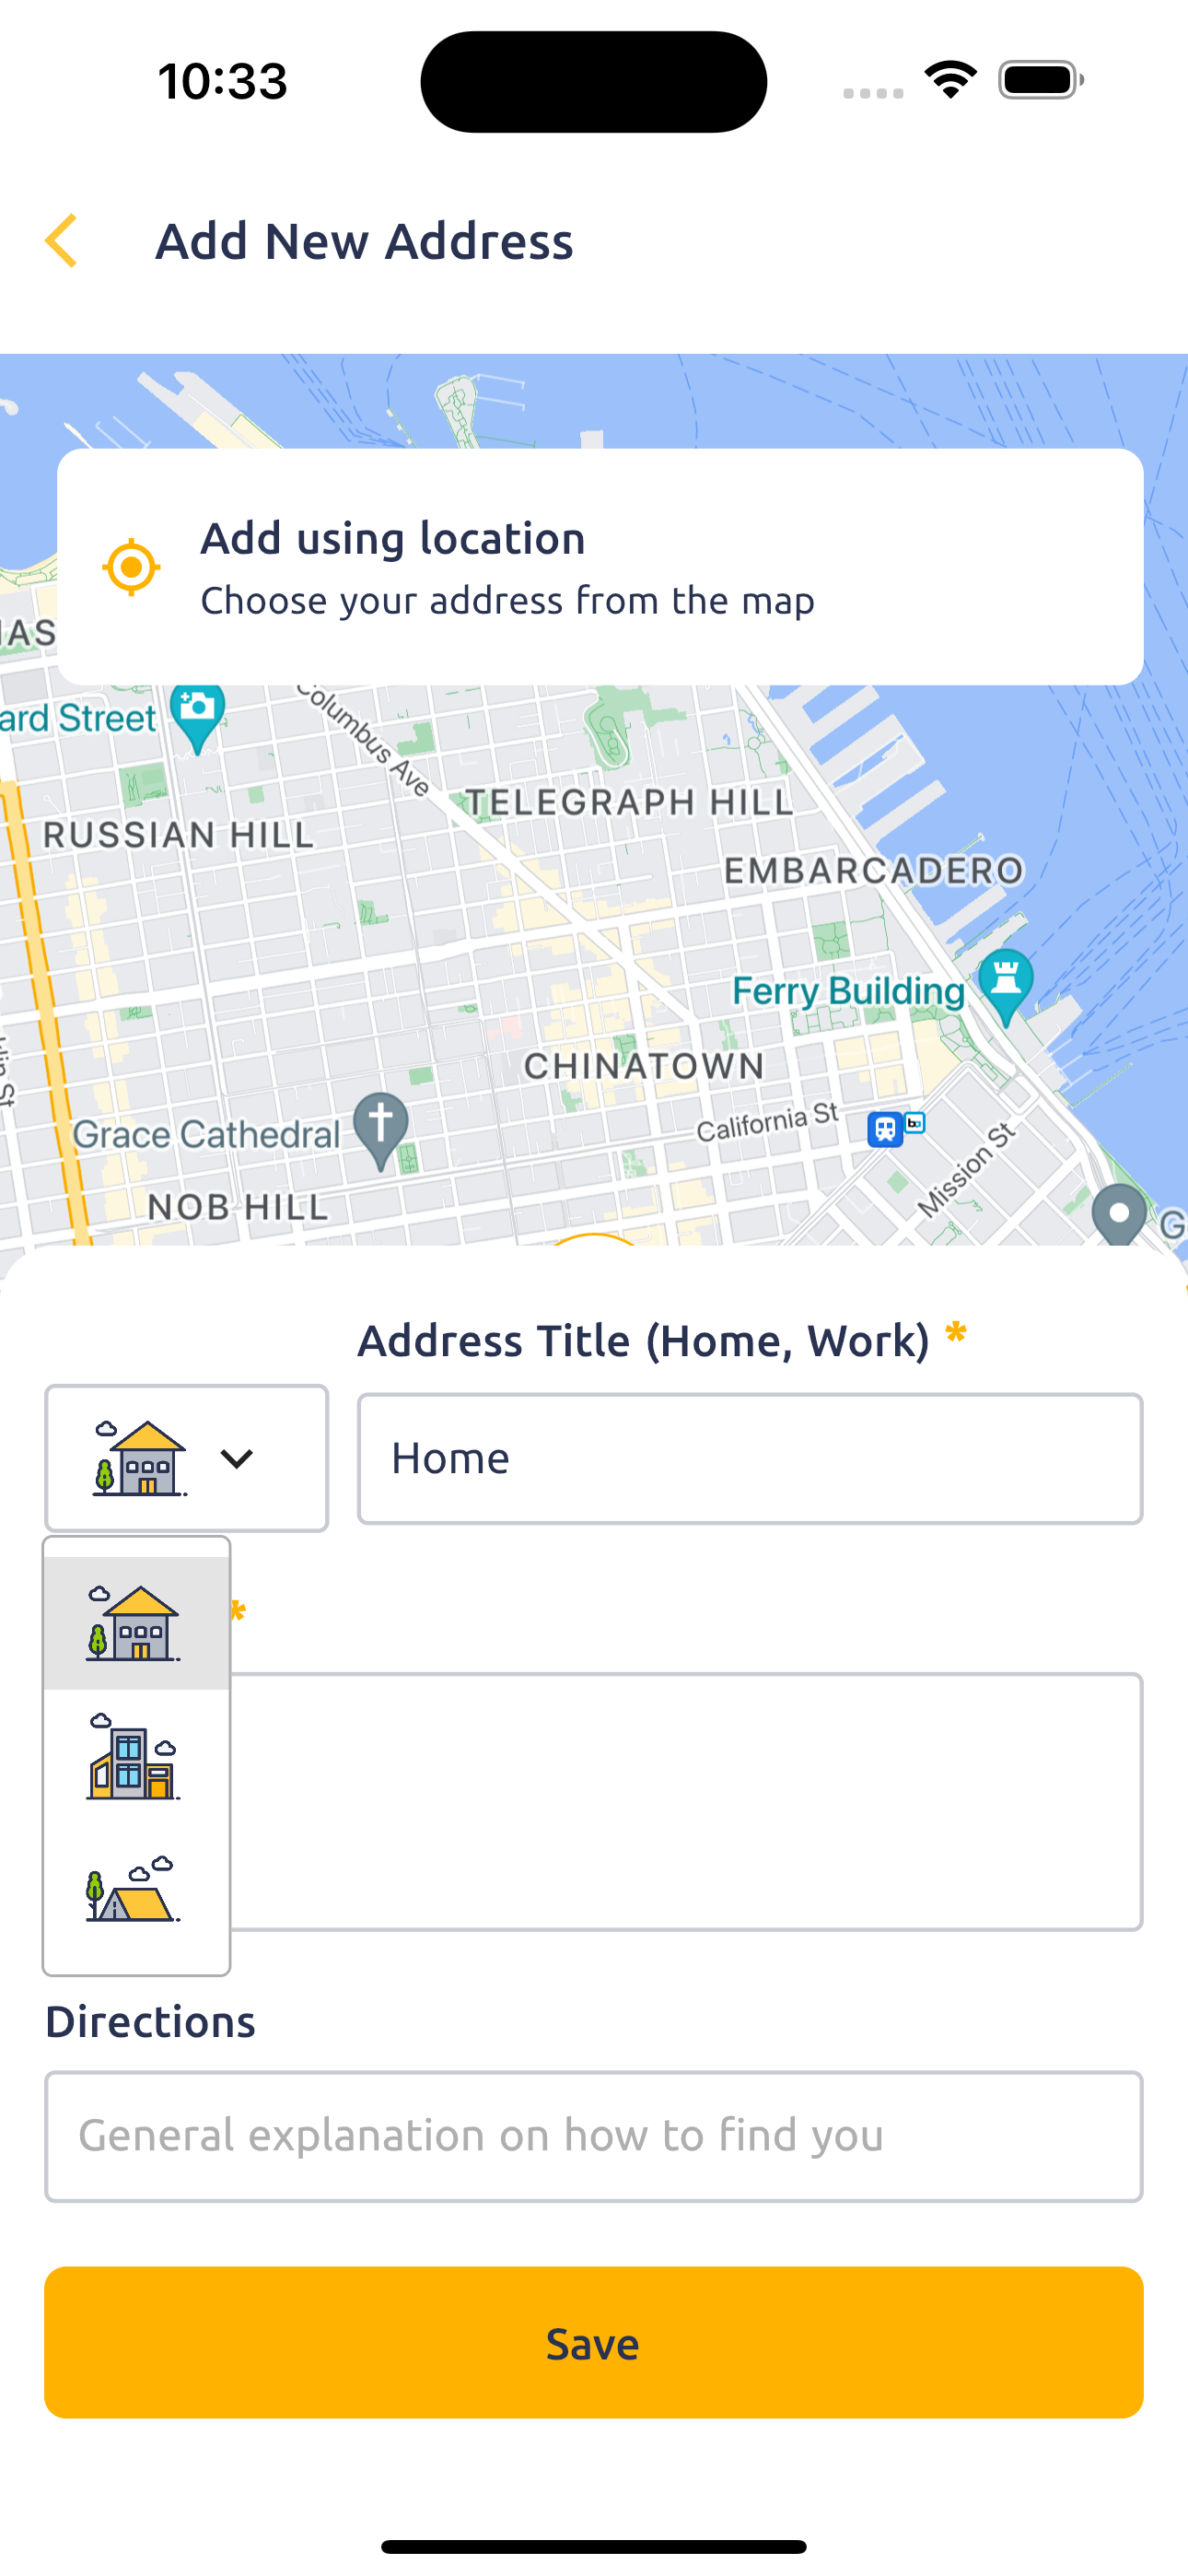 10:33
Add New Address
Add using location
Choose your address from the map
ard Street
Columbus Ave
TELEGRAPH HILL
RUSSIAN HILL
EMBARCADERO
Ferry Building
CHINATOWN
California St
Grace Cathedral
Mission St
NOB HILL
G
Address Title (Home, Work) *
Home
*
Directions
General explanation on how to find you
Save